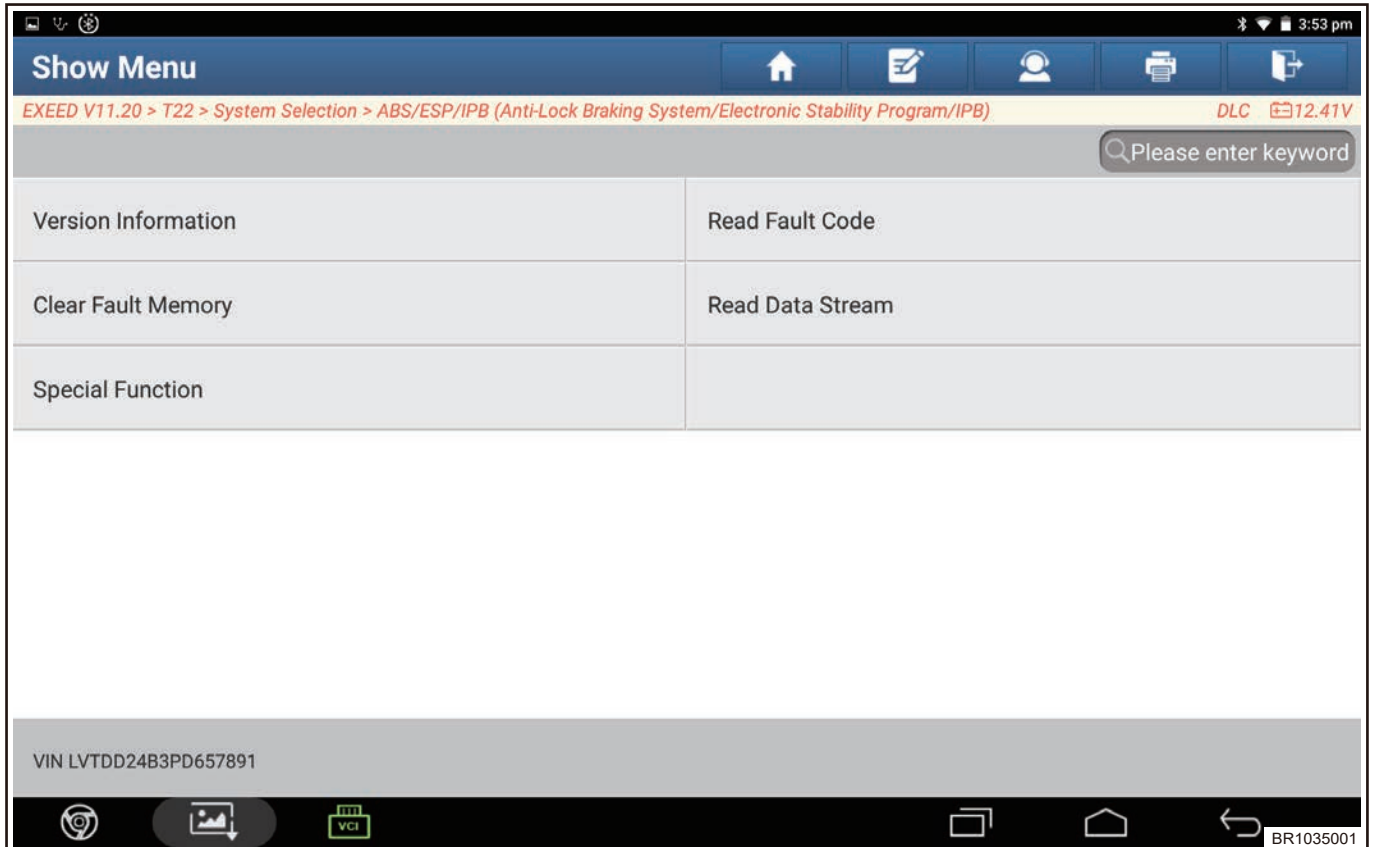 3:53 pm
Show Menu
EXEED V11.20 > T22 > System Selection > ABS/ESP/IPB (Anti-Lock Braking System/Electronic Stability Program/IPB) DLC 12.41V
Please enter keyword
Version Information Read Fault Code
Clear Fault Memory Read Data Stream
Special Function
VIN LVTDD24B3PD657891
VCI
BR1035001